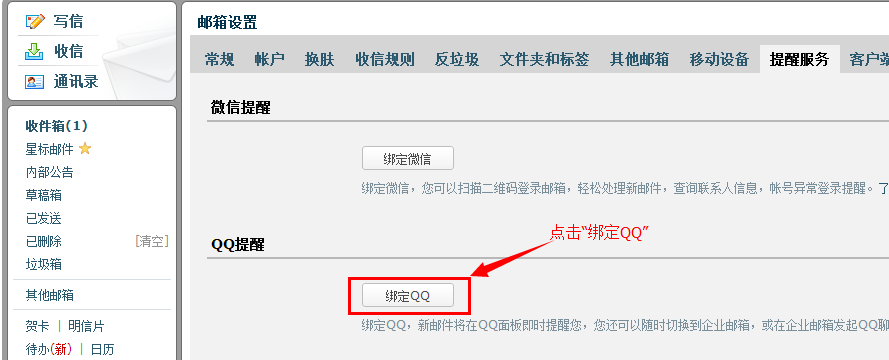 写信
收信
通讯录
收件箱(1)
星标邮件
内部公告
草稿箱
已发送
已删除 [清空]
垃圾箱
其他邮箱
贺卡 | 明信片
待办(新) | 日历
邮箱设置
常规 帐户 换肤 收信规则 反垃圾 文件夹和标签 其他邮箱 移动设备 提醒服务 客户端
微信提醒
绑定微信
绑定微信，您可以扫描二维码登录邮箱，轻松处理新邮件，查询联系人信息，帐号异常登录提醒。了
QQ提醒
点击“绑定QQ”
绑定QQ
绑定QQ，新邮件将在QQ面板即时提醒您，您还可以随时切换到企业邮箱，或在企业邮箱发起QQ聊